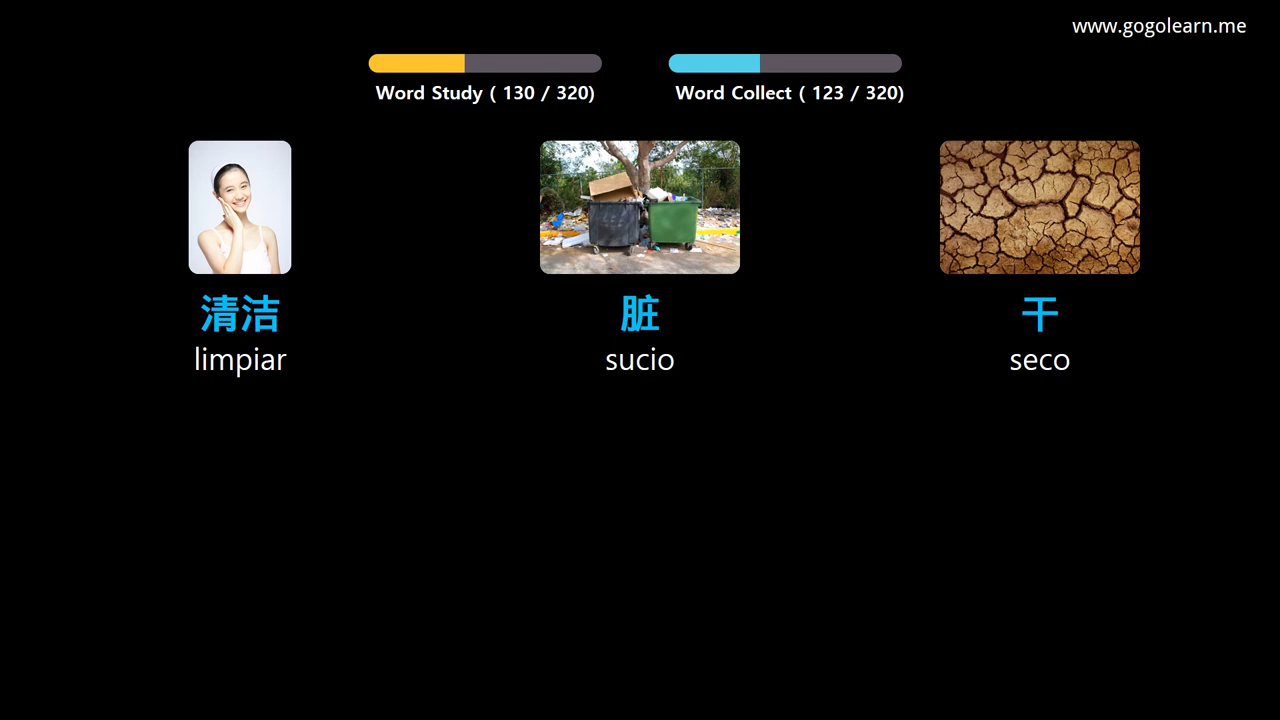 www.gogolearn.me
Word Study ( 130 / 320)
Word Collect ( 123 / 320)
清洁
limpiar
脏
sucio
干
seco